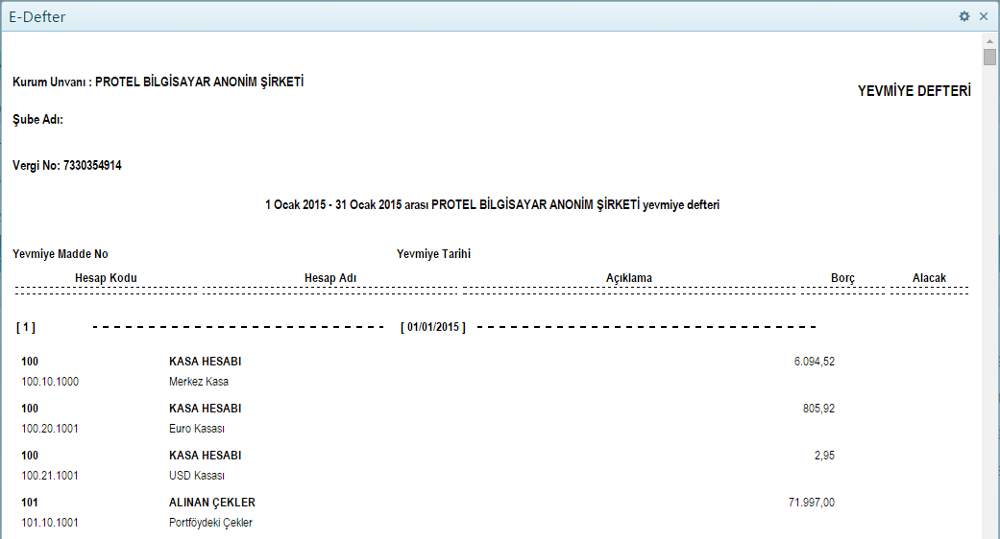 E-Defter
Kurum Unvanı : PROTEL BİLGİSAYAR ANONİM ŞİRKETİ
YEVMİYE DEFTERİ
Şube Adı:
Vergi No: 7330354914
1 Ocak 2015 - 31 Ocak 2015 arası PROTEL BİLGİSAYAR ANONİM ŞİRKETİ yevmiye defteri
Yevmiye Madde No Yevmiye Tarihi
Hesap Kodu Hesap Adı Açıklama Borç Alacak
[ 1 ] [ 01/01/2015 ]
100 KASA HESABI 6.094,52
100.10.1000 Merkez Kasa
100 KASA HESABI 805,92
100.20.1001 Euro Kasası
100 KASA HESABI 2,95
100.21.1001 USD Kasası
101 ALINAN ÇEKLER 71.997,00
101.10.1001 Portföydeki Çekler